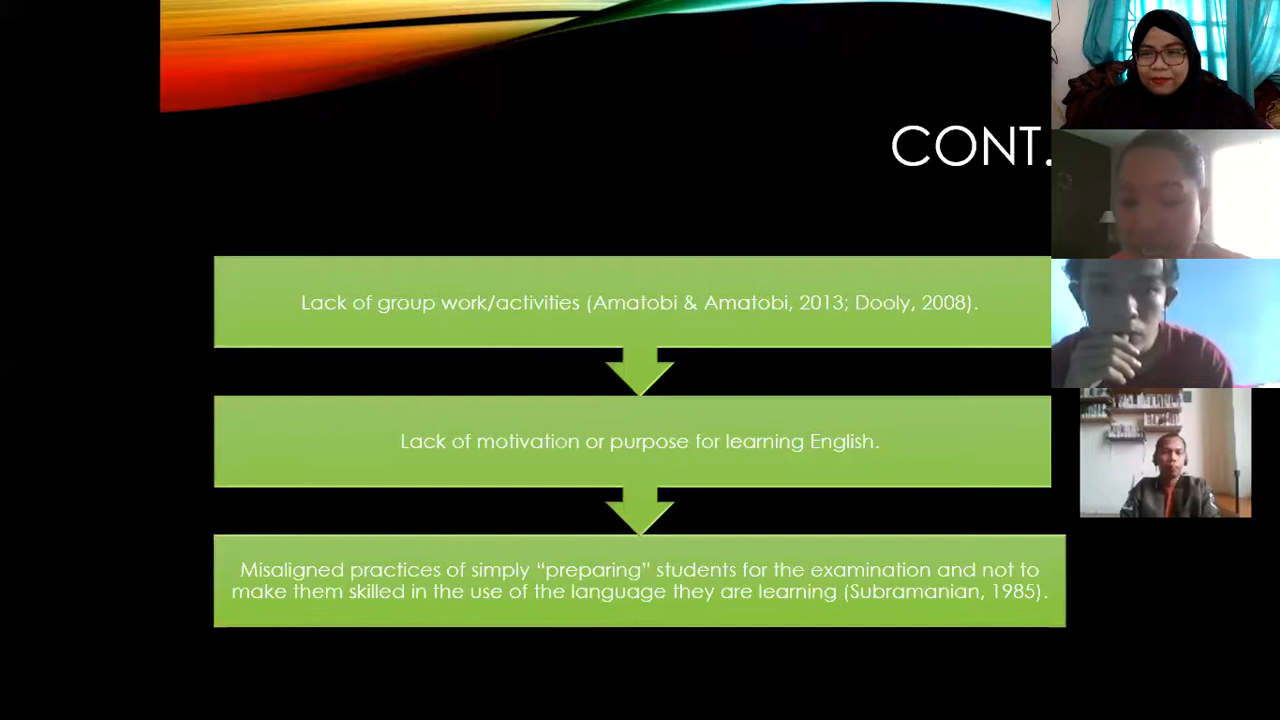 CONT.
Lack of group work/activities (Amatobi & Amatobi, 2013; Dooly, 2008).
Lack of motivation or purpose for learning English.
Misaligned practices of simply “preparing” students for the examination and not to
make them skilled in the use of the language they are learning (Subramanian, 1985).